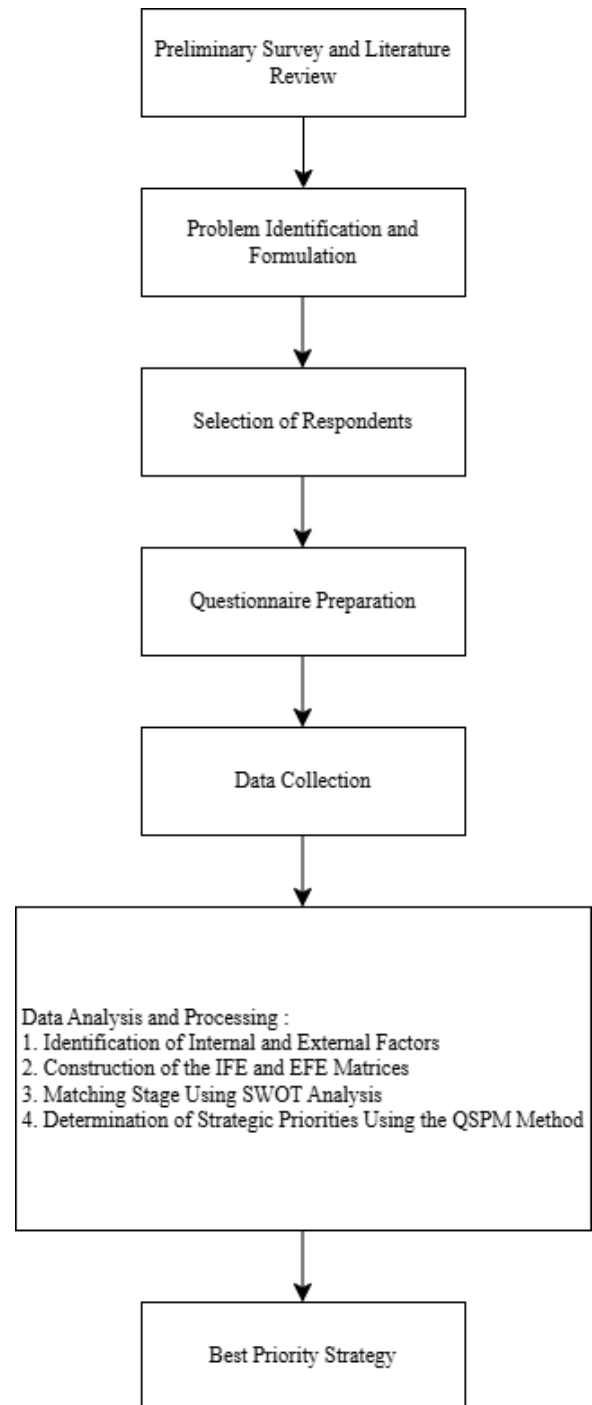 Preliminary Survey and Literature
Review
Problem Identification and
Formulation
Selection of Respondents
Questionnaire Preparation
Data Collection
Data Analysis and Processing :
1. Identification of Internal and External Factors
2. Construction of the IFE and EFE Matrices
3. Matching Stage Using SWOT Analysis
4. Determination of Strategic Priorities Using the QSPM Method
Best Priority Strategy